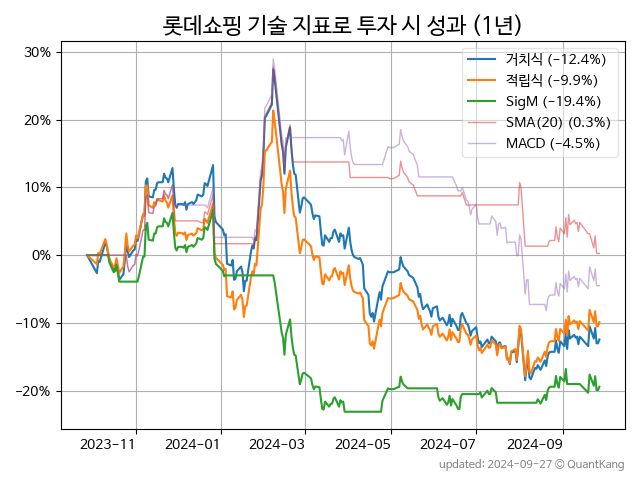 롯데쇼핑 기술 지표로 투자 시 성과 (1년)
30%
20%
10%
0%
−10%
−20%
거치식 (−12.4%)
적립식 (−9.9%)
SigM (−19.4%)
SMA(20) (0.3%)
MACD (−4.5%)
2023-11
2024-01
2024-03
2024-05
2024-07
2024-09
updated: 2024-09-27 © QuantKang